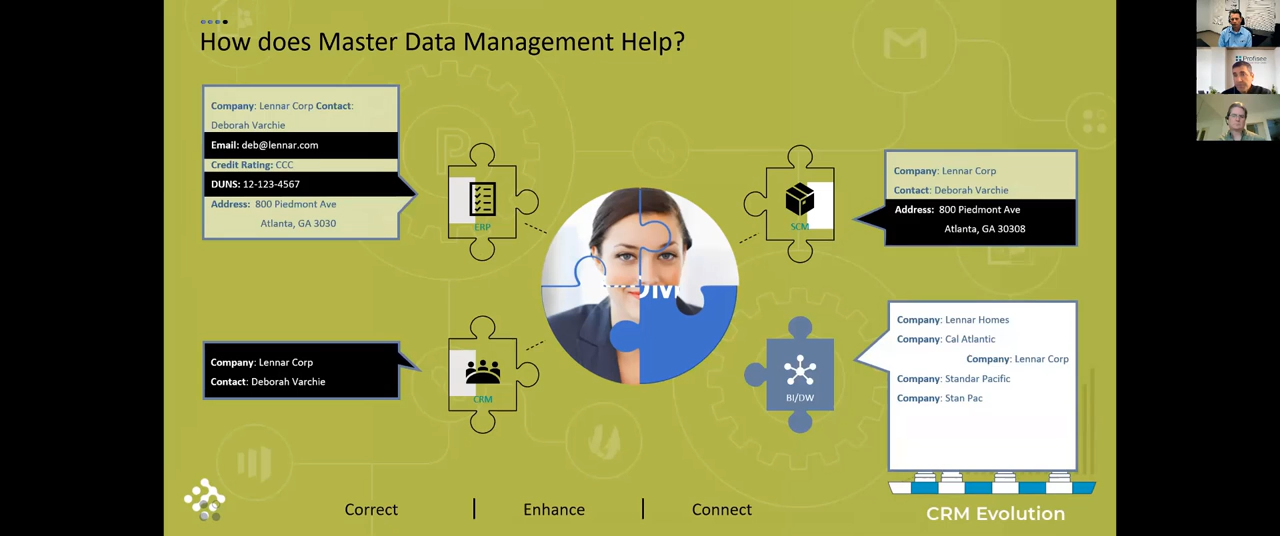 How does Master Data Management Help?
Company: Lennar Corp Contact:
Deborah Varchie
Email: deb@lennar.com
Credit Rating: CCC
DUNS: 12-123-4567
Address: 800 Piedmont Ave
Atlanta, GA 3030
ERP
SCM
Company: Lennar Corp
Contact: Deborah Varchie
Address: 800 Piedmont Ave
Atlanta, GA 30308
Company: Lennar Corp
Contact: Deborah Varchie
CRM
BI/DW
Company: Lennar Homes
Company: Cal Atlantic
Company: Lennar Corp
Company: Standar Pacific
Company: Stan Pac
Correct | Enhance | Connect
CRM Evolution
Profisee